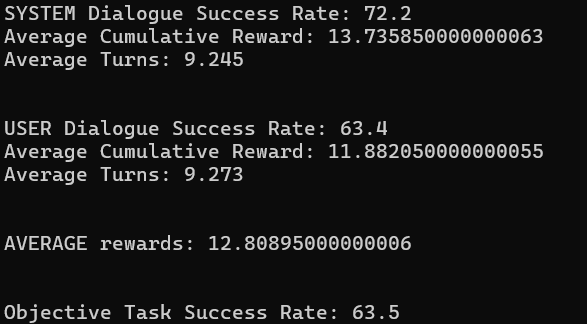 SYSTEM Dialogue Success Rate: 72.2
Average Cumulative Reward: 13.735850000000063
Average Turns: 9.245
USER Dialogue Success Rate: 63.4
Average Cumulative Reward: 11.882050000000055
Average Turns: 9.273
AVERAGE rewards: 12.80895000000006
Objective Task Success Rate: 63.5